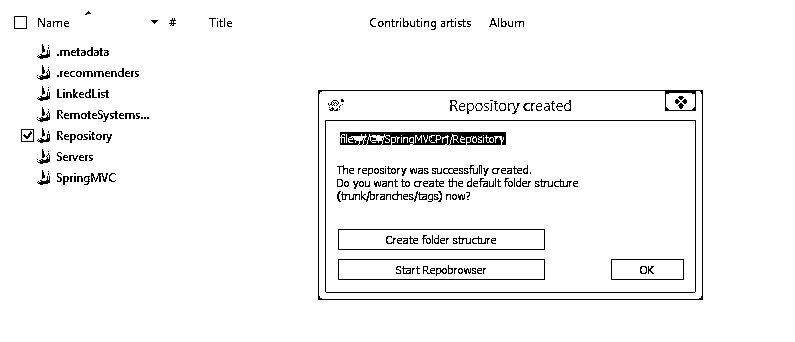 Name # Title Contributing artists Album
.metadata
.recommenders
LinkedList
RemoteSystems...
Repository
Servers
SpringMVC
Repository created
file:///E:/SpringMVCPrj/Repository
The repository was successfully created.
Do you want to create the default folder structure
(trunk/branches/tags) now?
Create folder structure
Start Repobrowser OK